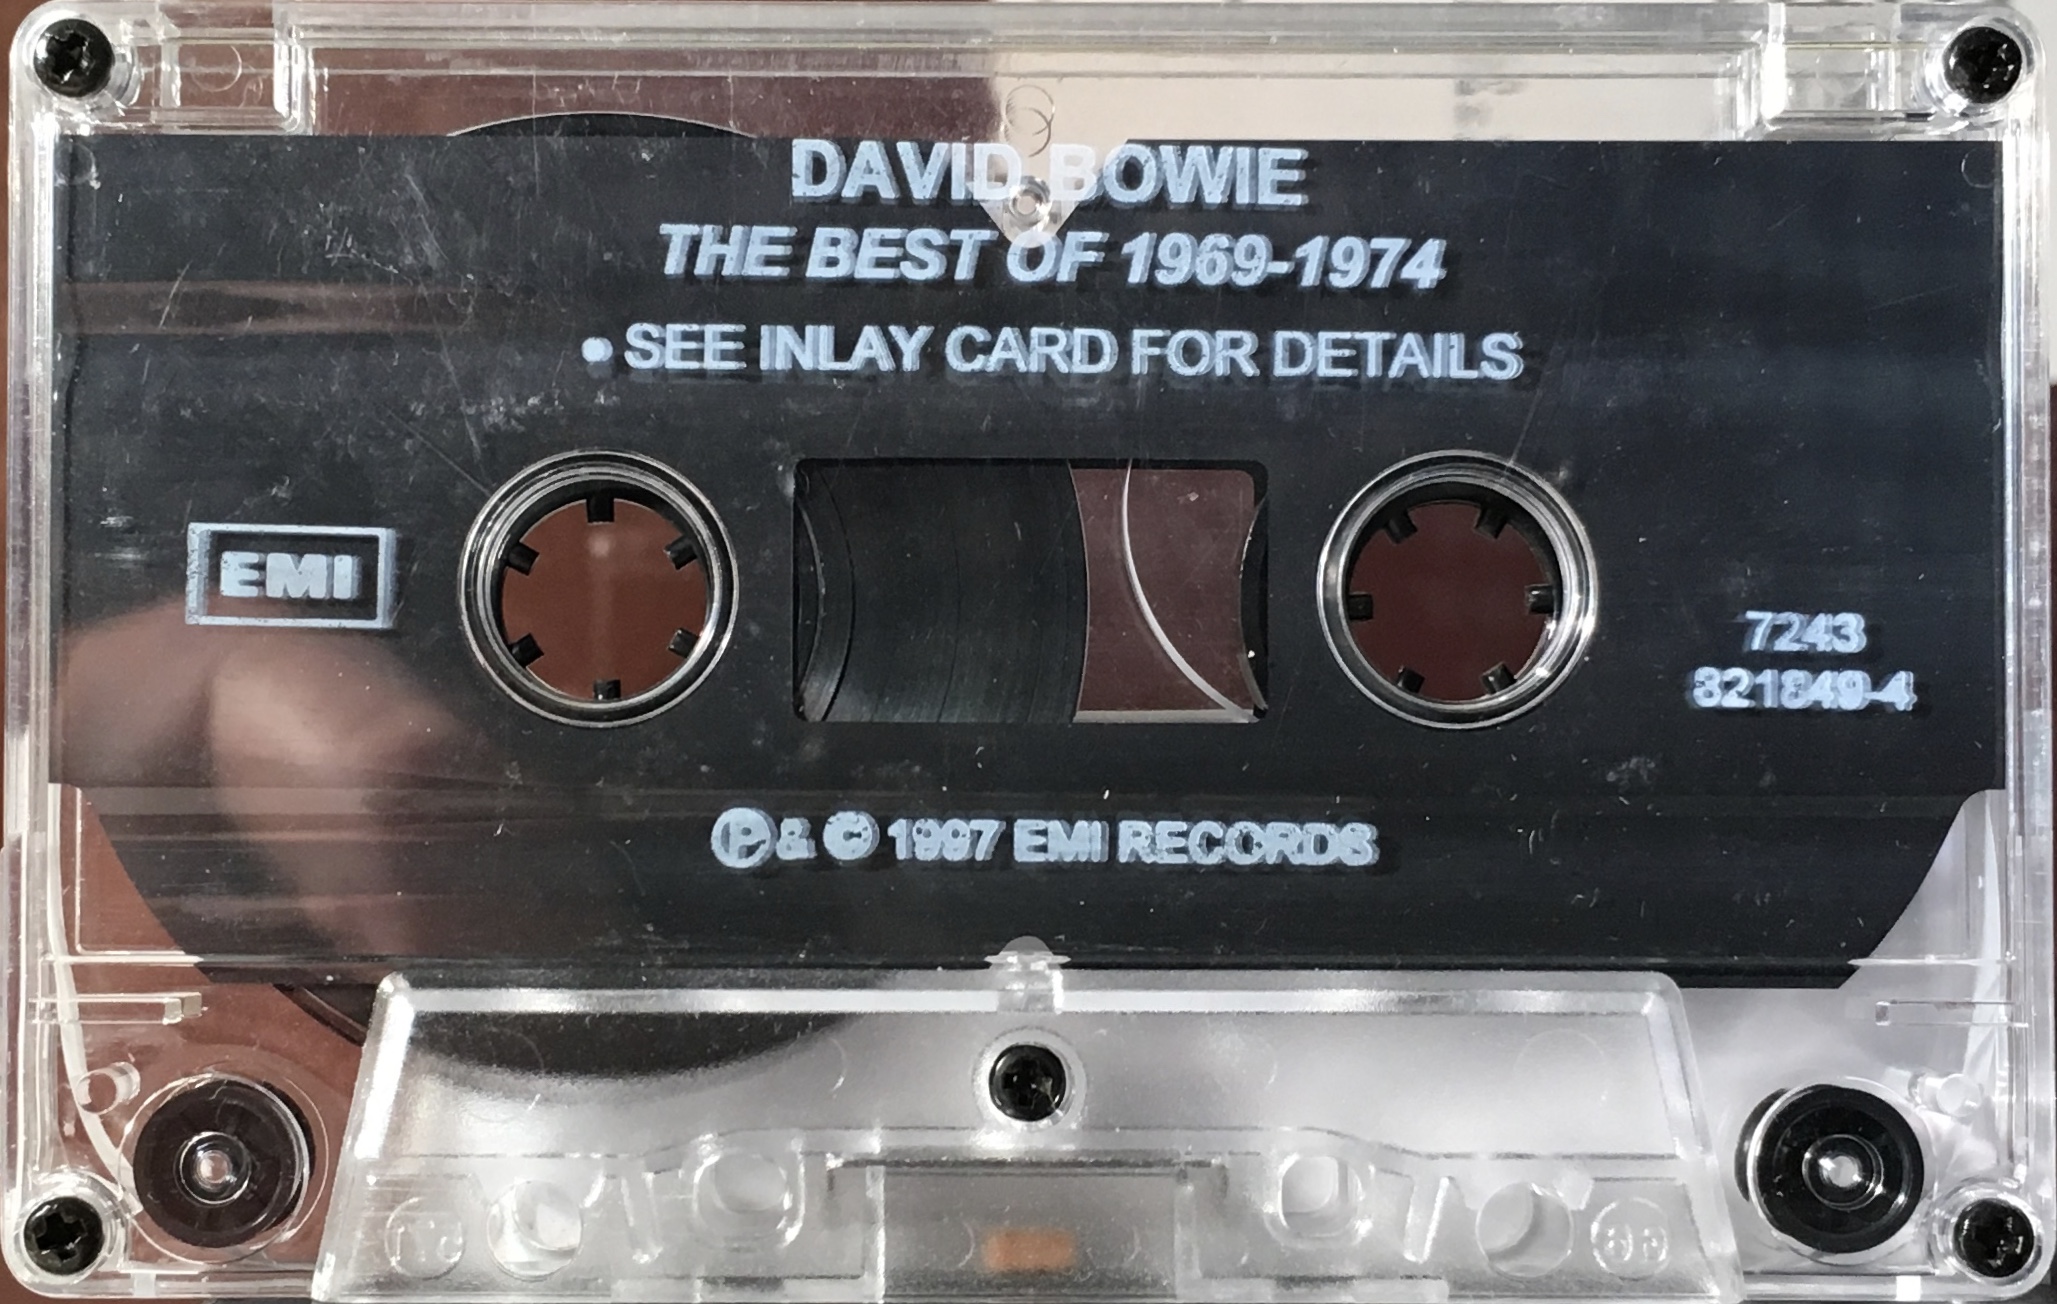 DAVID BOWIE
THE BEST OF 1969-1974
• SEE INLAY CARD FOR DETAILS
EMI
7243
821849-4
Ⓟ & © 1997 EMI RECORDS